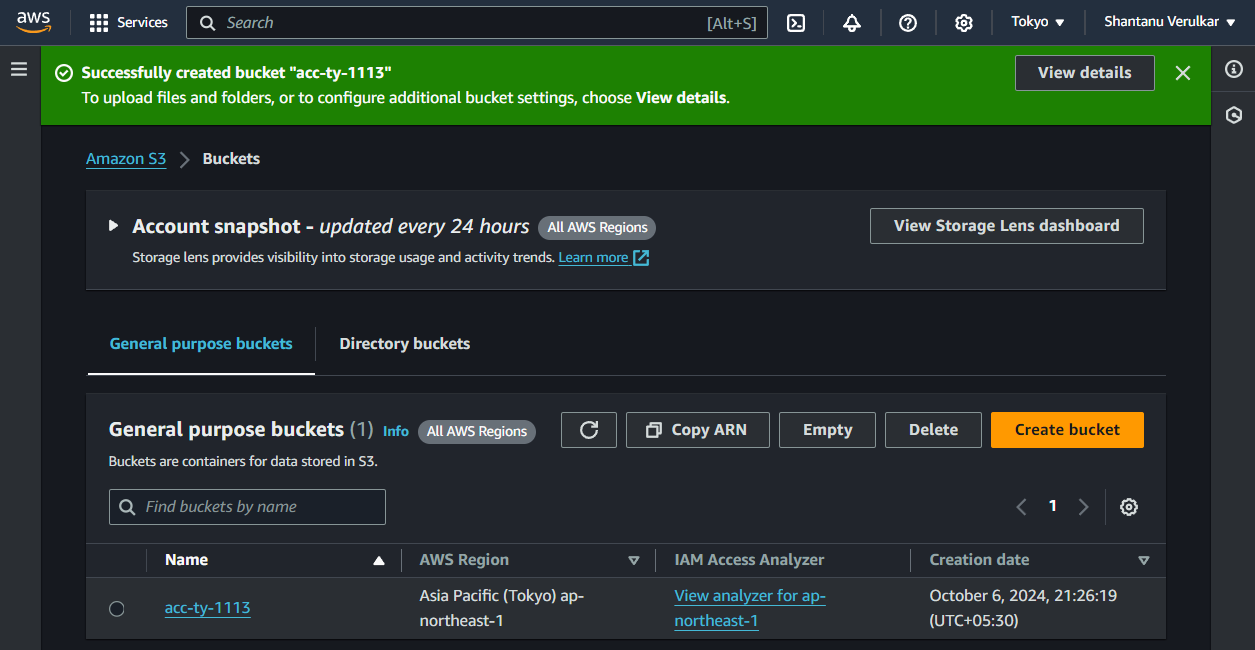 aws
Services
Search
[Alt+S]
Tokyo
Shantanu Verulkar
Successfully created bucket "acc-ty-1113"
To upload files and folders, or to configure additional bucket settings, choose View details.
View details
Amazon S3
Buckets
Account snapshot - updated every 24 hours
All AWS Regions
Storage lens provides visibility into storage usage and activity trends. Learn more
View Storage Lens dashboard
General purpose buckets
Directory buckets
General purpose buckets (1)
Info
All AWS Regions
Buckets are containers for data stored in S3.
Copy ARN
Empty
Delete
Create bucket
Find buckets by name
1
Name
AWS Region
IAM Access Analyzer
Creation date
acc-ty-1113
Asia Pacific (Tokyo) ap-
northeast-1
View analyzer for ap-
northeast-1
October 6, 2024, 21:26:19
(UTC+05:30)